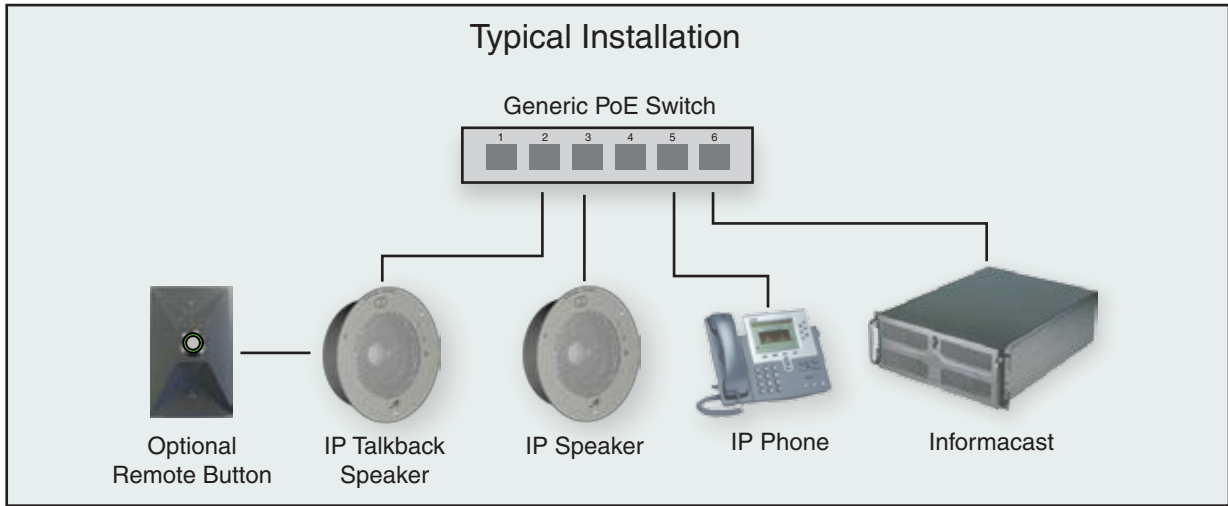 Typical Installation
Generic PoE Switch
1 2 3 4 5 6
Optional
Remote Button
IP Talkback
Speaker
IP Speaker
IP Phone
Informacast